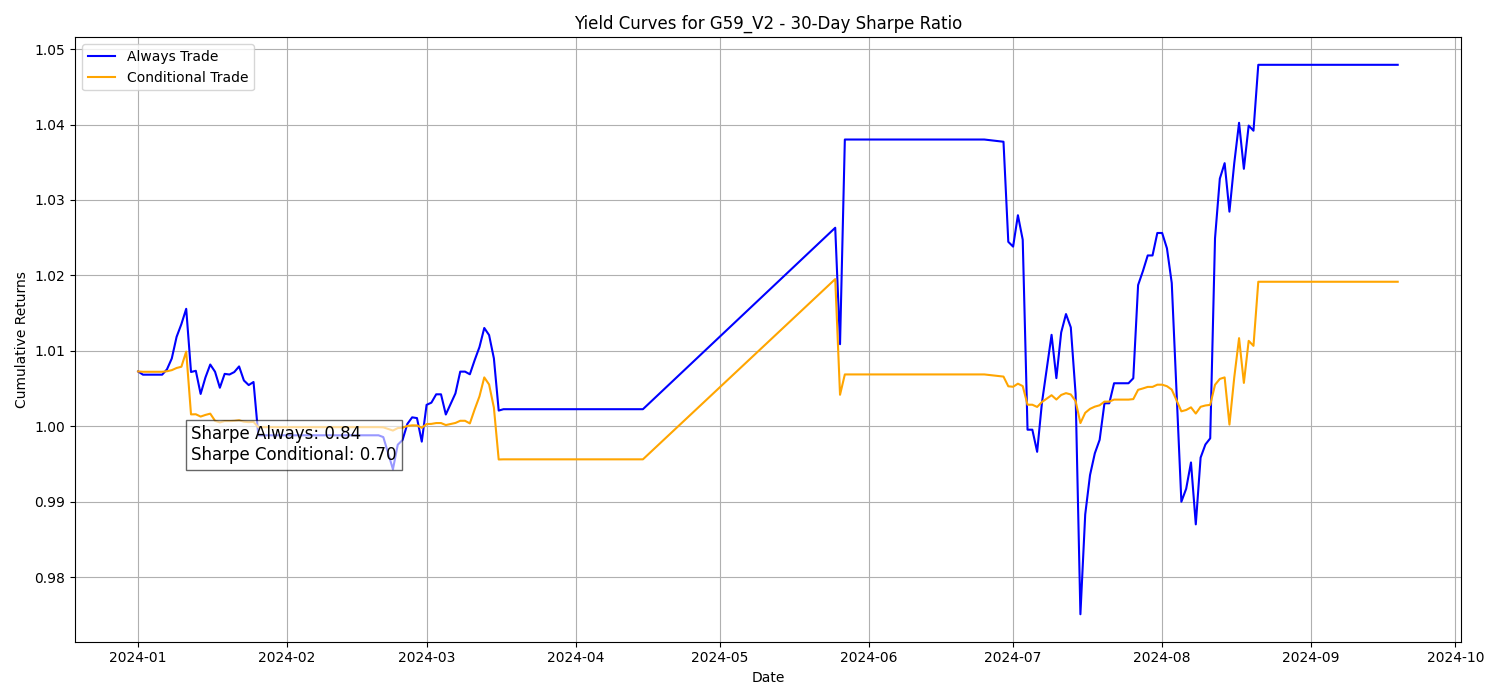 Yield Curves for G59_V2 - 30-Day Sharpe Ratio
Always Trade
Conditional Trade
Cumulative Returns
1.05
1.04
1.03
1.02
1.01
1.00
0.99
0.98
Sharpe Always: 0.84
Sharpe Conditional: 0.70
2024-01
2024-02
2024-03
2024-04
2024-05
2024-06
2024-07
2024-08
2024-09
2024-10
Date